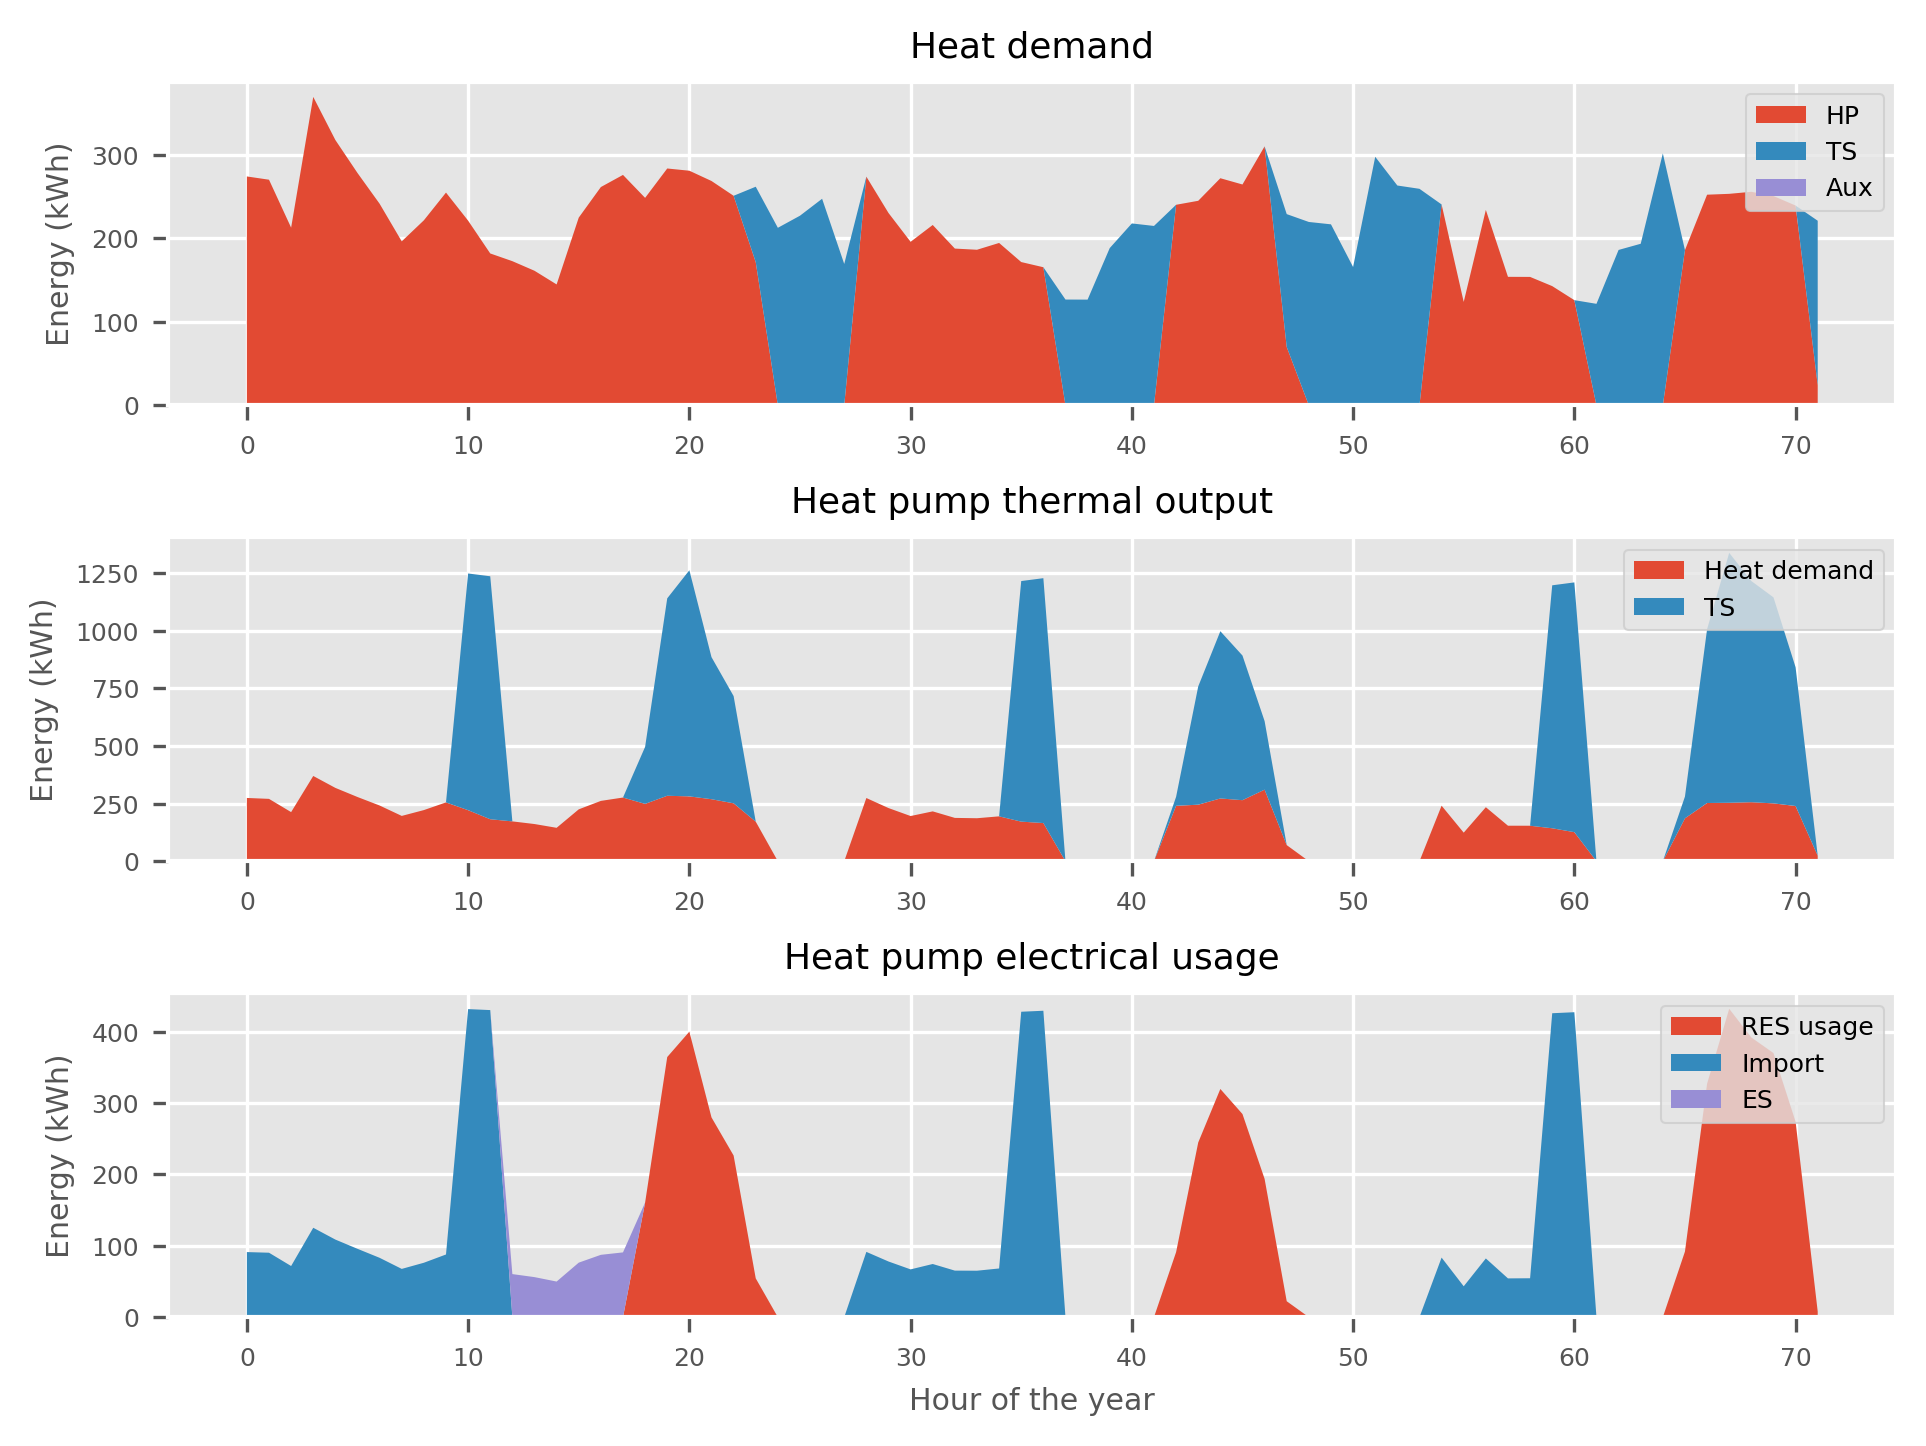 Heat demand
Energy (kWh)
300
200
100
0
HP
TS
Aux
0 10 20 30 40 50 60 70
Heat pump thermal output
Energy (kWh)
1250
1000
750
500
250
0
Heat demand
TS
0 10 20 30 40 50 60 70
Heat pump electrical usage
Energy (kWh)
400
300
200
100
0
RES usage
Import
ES
0 10 20 30 40 50 60 70
Hour of the year